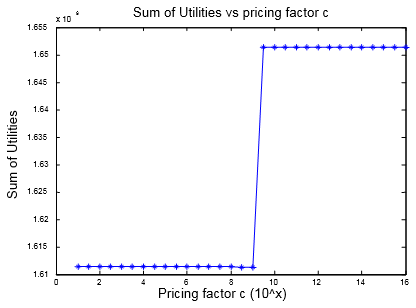 Sum of Utilities vs pricing factor c
x 10
1.655
1.65
1.645
1.64
1.635
1.63
1.625
1.62
1.615
1.61
Sum of Utilities
0 2 4 6 8 10 12 14 16
Pricing factor c (10^x)